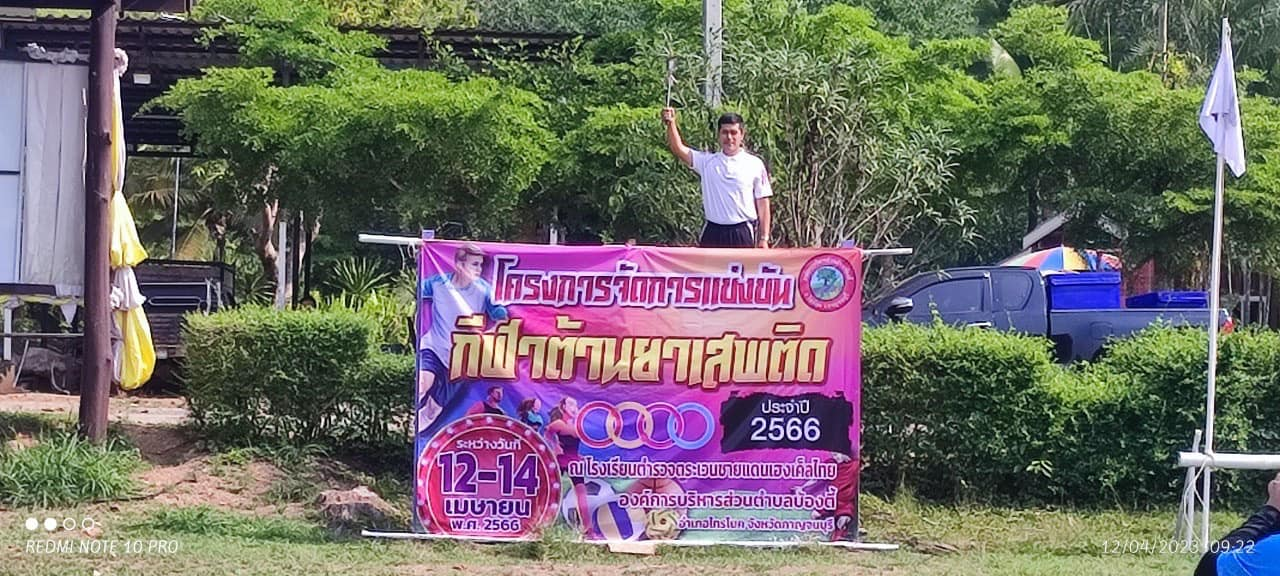 โครงการจัดการแข่งขัน
กีฬาต้านยาเสพติด
ประจำปี
2566
ระหว่างวันที่
12-14
เมษายน
พ.ศ. 2566
ณ โรงเรียนตำรวจตระเวนชายแดนเฮงเค็ลไทย
องค์การบริหารส่วนตำบลบ้องตี้
อำเภอไทรโยค จังหวัดกาญจนบุรี
REDMI NOTE 10 PRO
12/04/2023 09:22